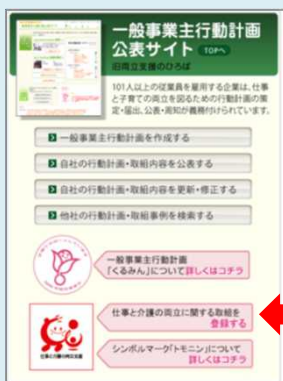 一般事業主行動計画
公表サイト TOPへ
旧両立支援のひろば
101人以上の従業員を雇用する企業は、仕事
と子育ての両立を図るための行動計画の策
定・届出、公表・周知が義務付けられています。
一般事業主行動計画を作成する
自社の行動計画・取組内容を公表する
自社の行動計画・取組内容を更新・修正する
他社の行動計画・取組事例を検索する
一般事業主行動計画
「くるみん」について詳しくはコチラ
仕事と介護の両立に関する取組を
登録する
シンボルマーク「トモニン」について
詳しくはコチラ